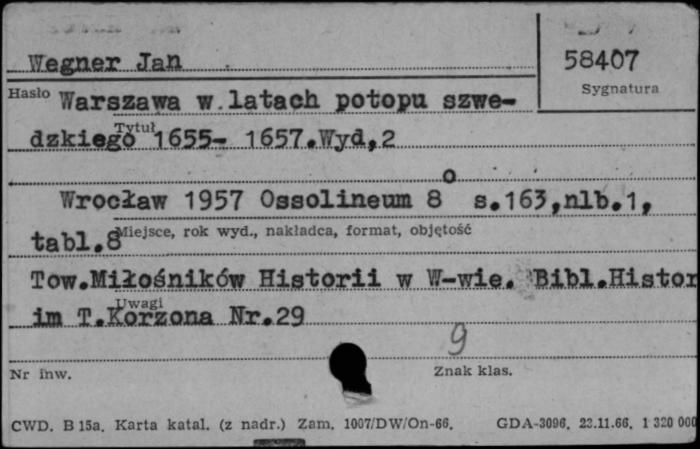 Wegner Jan
58407
Sygnatura
Hasło
Warszawa w latach potopu szwe-
Tytuł
dzkiego 1655- 1657.Wyd,2
Wrocław 1957 Ossolineum 8o s.163,nlb.1,
Miejsce, rok wyd., nakładca, format, objętość
tabl.8
Tow.Miłośników Historii w W-wie. Bibl.Histor
Uwagi
im T.Korzona Nr.29
9
Nr inw.
Znak klas.
CWD. B 15a. Karta katal. (z nadr.) Zam. 1007/DW/On-66. GDA-3096. 23.11.66. 1 320 000